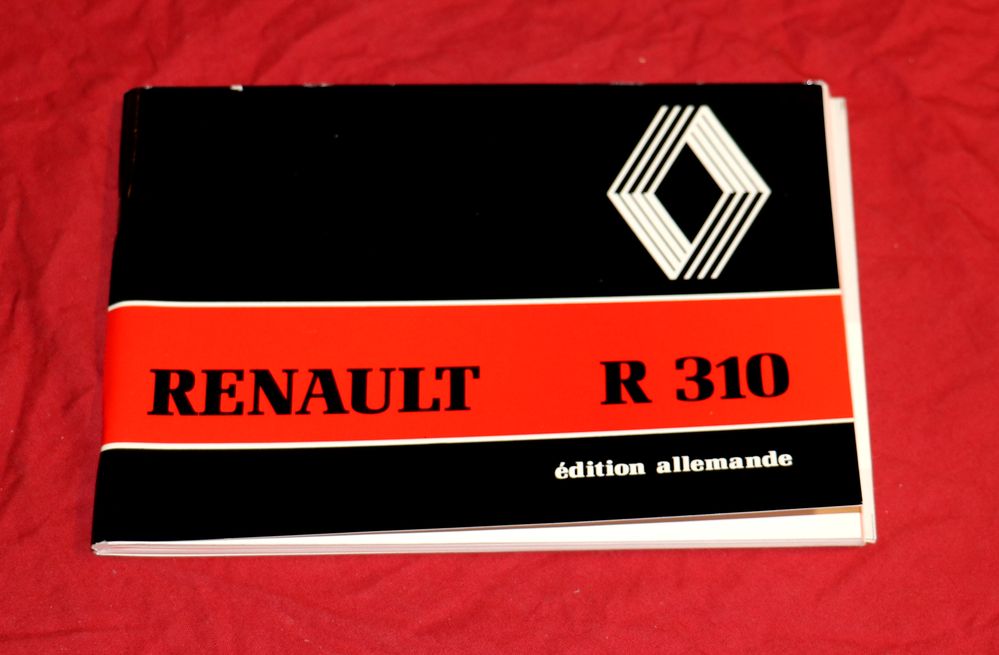 RENAULT R 310
édition allemande